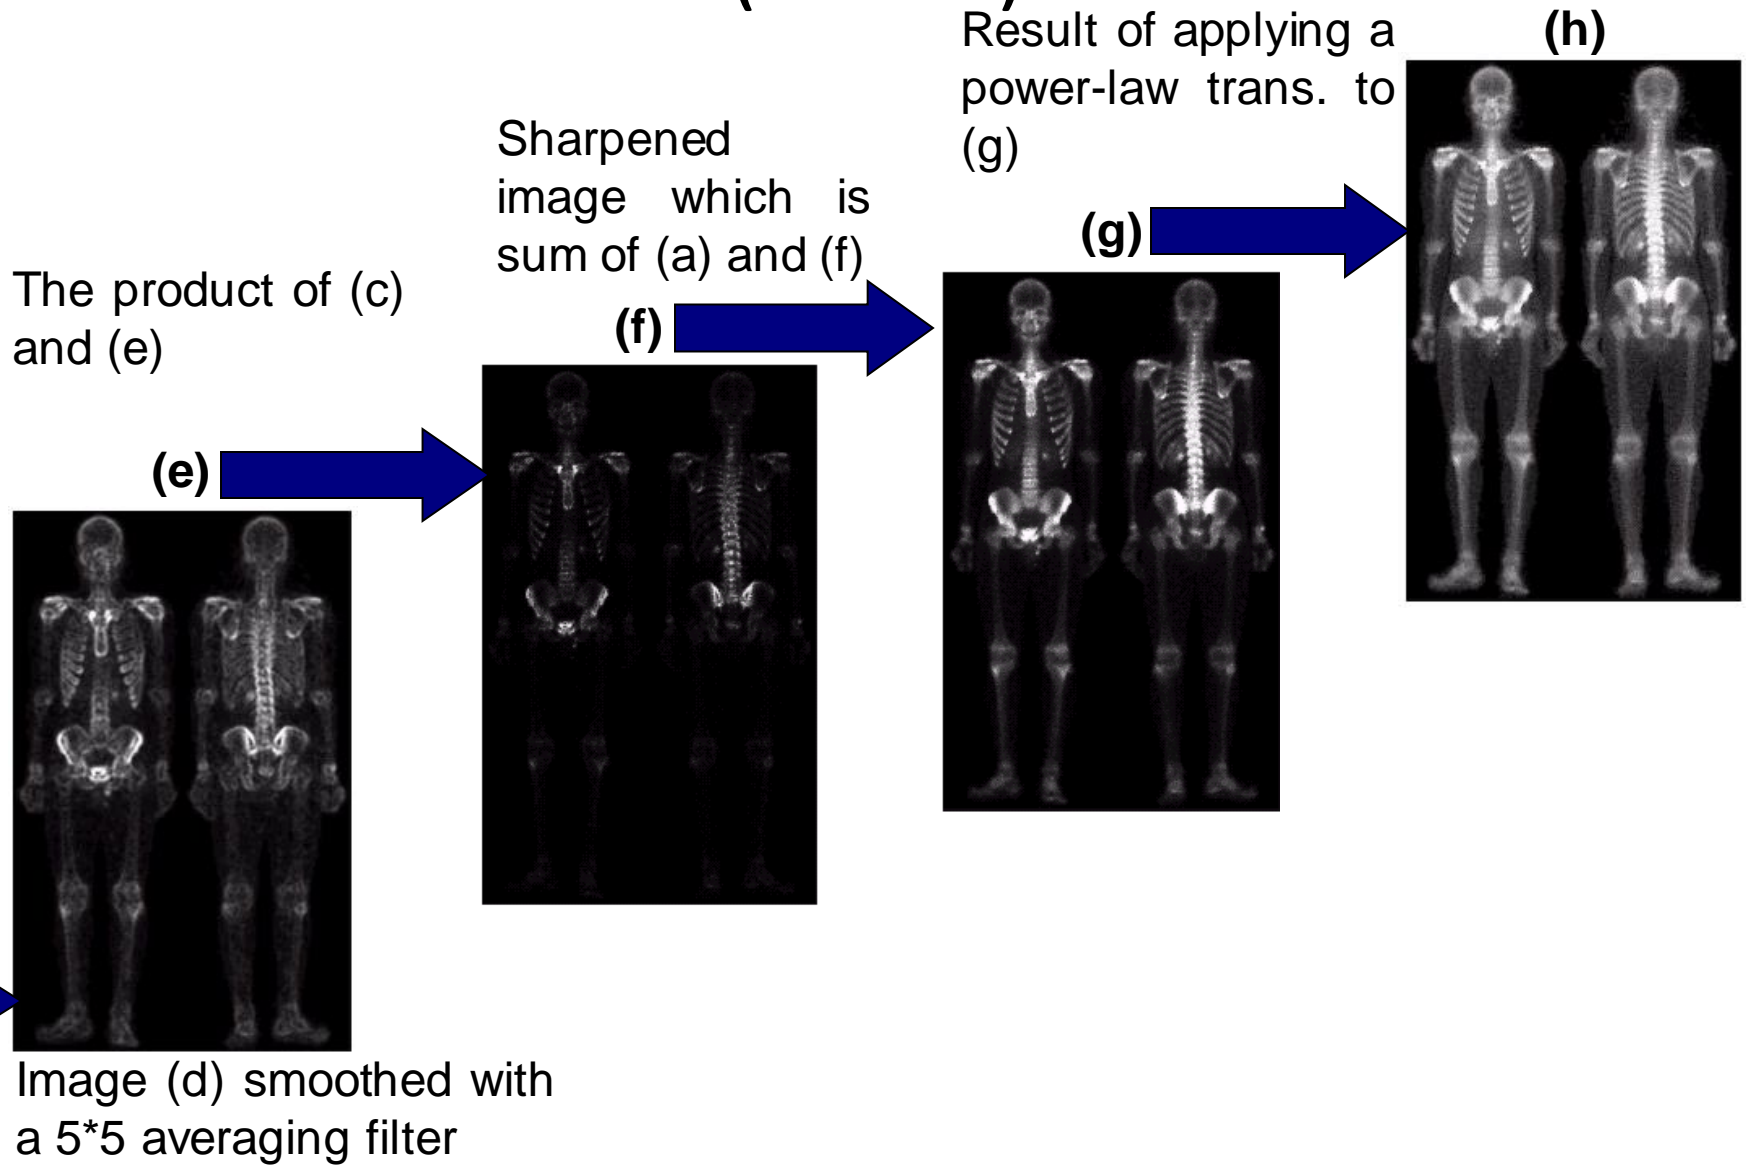 The product of (c)
and (e)
(e)
Image (d) smoothed with
a 5*5 averaging filter
Sharpened
image which is
sum of (a) and (f)
(f)
Result of applying a
power-law trans. to
(g)
(g)
(h)